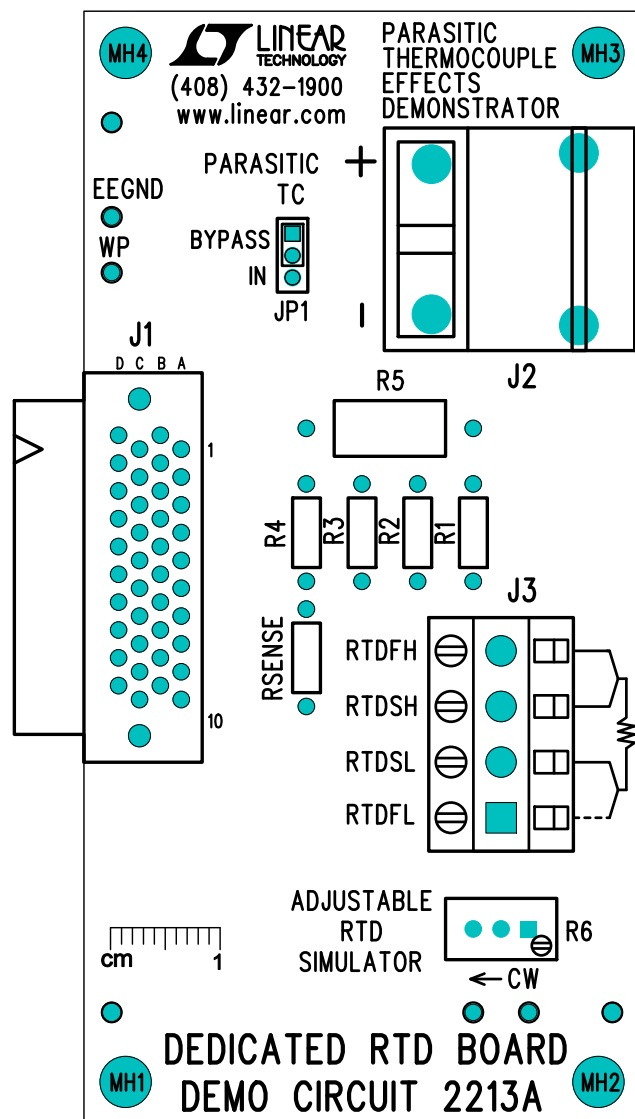 MH4
LINEAR
TECHNOLOGY
(408) 432-1900
www.linear.com
PARASITIC
THERMOCOUPLE
EFFECTS
DEMONSTRATOR
MH3
PARASITIC
TC
+
EEGND
WP
BYPASS
IN
JP1
-
J2
J1
D C B A
1
10
R5
R4
R3
R2
R1
RSENSE
J3
RTDFH
RTDSH
RTDSL
RTDFL
ADJUSTABLE
RTD
SIMULATOR
R6
← CW
cm 1
DEDICATED RTD BOARD
DEMO CIRCUIT 2213A
MH1
MH2